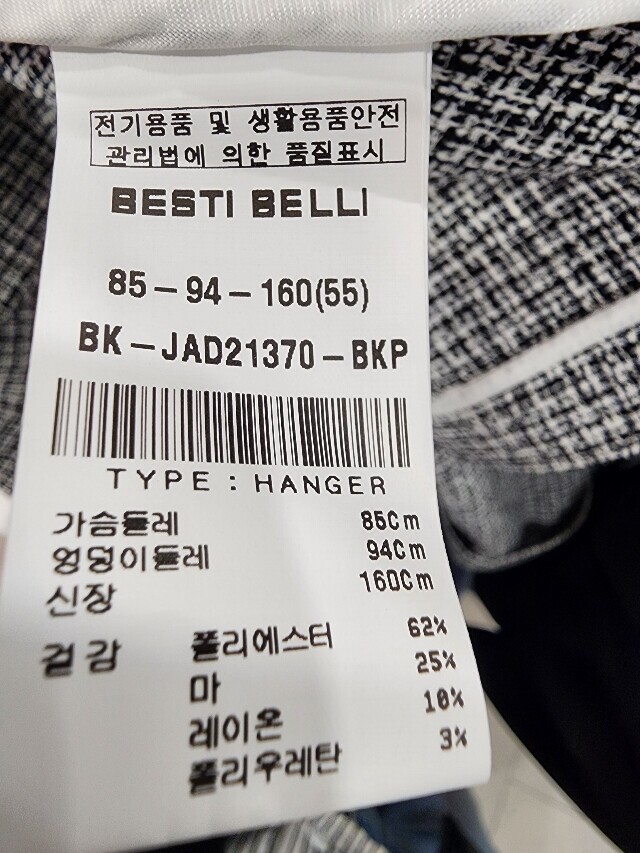 전기용품 및 생활용품안전
관리법에 의한 품질표시
BESTI BELLI
85-94-160(55)
BK-JAD21370-BKP
TYPE : HANGER
가슴둘레 85Cm
엉덩이둘레 94Cm
신장 160Cm
겉감 폴리에스터 62%
마 25%
레이온 10%
폴리우레탄 3%